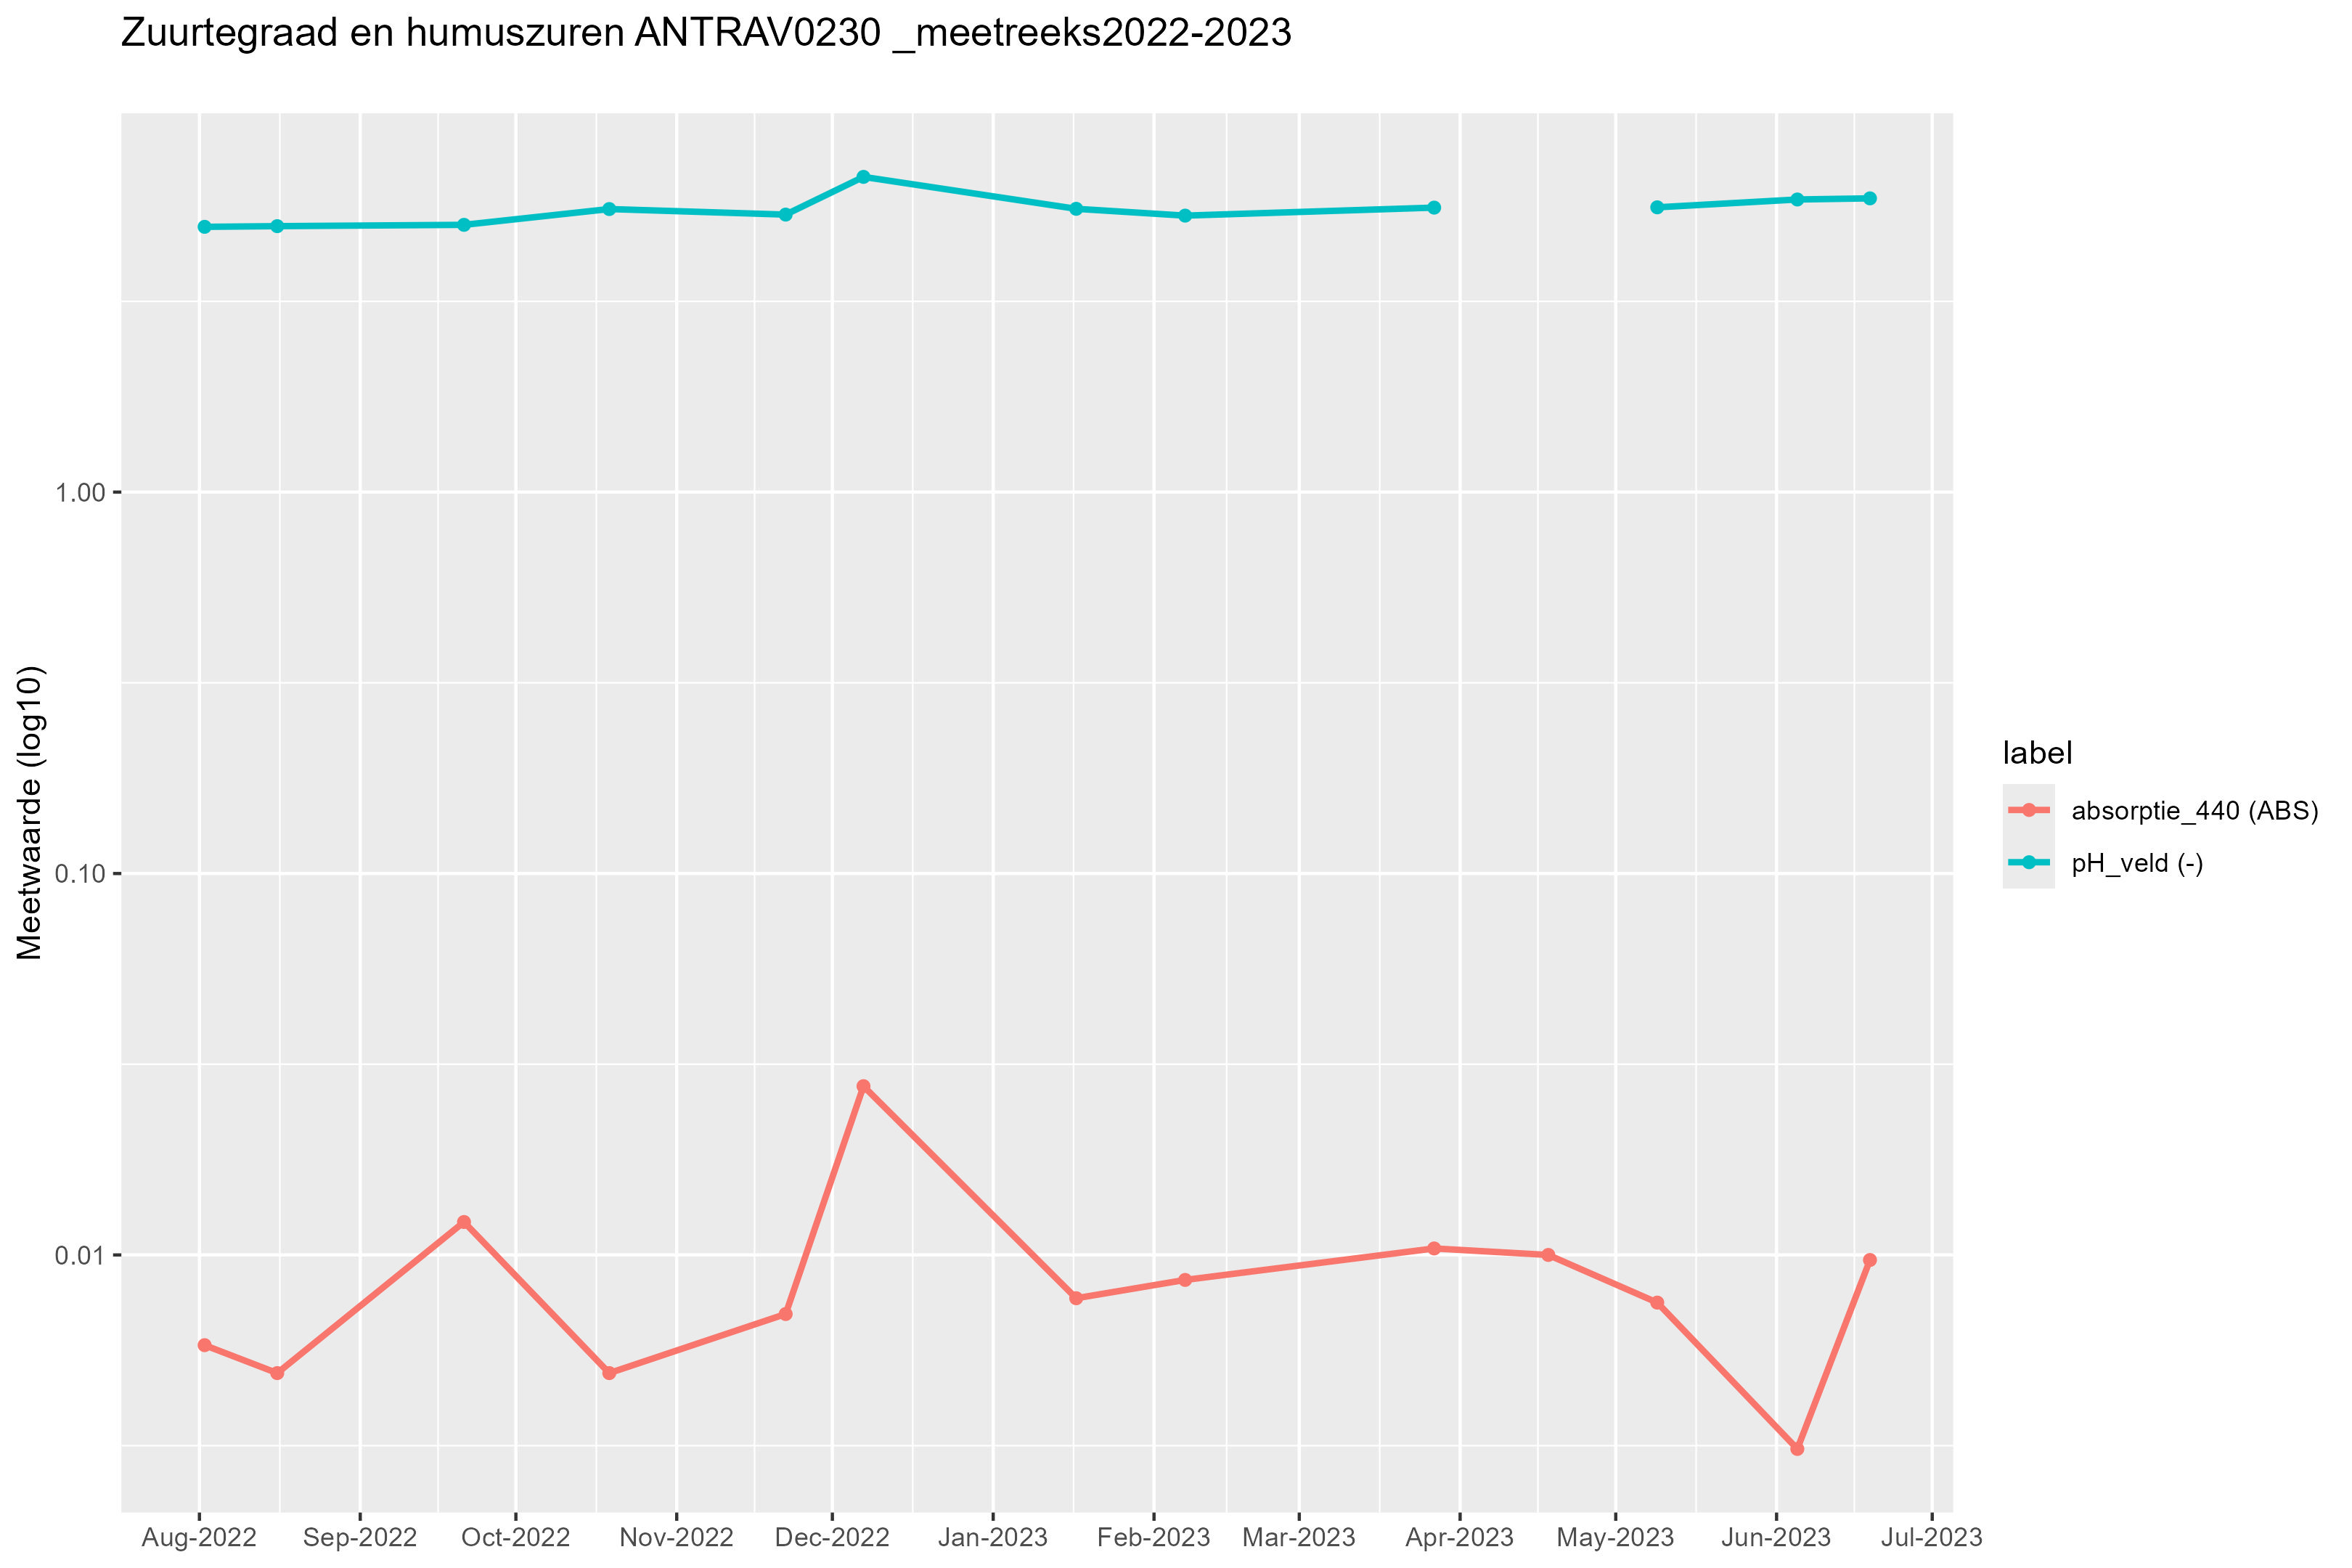 Zuurtegraad en humuszuren ANTRAV0230 _meetreeks2022-2023
Meetwaarde (log10)
1.00
0.10
0.01
Aug-2022 Sep-2022 Oct-2022 Nov-2022 Dec-2022 Jan-2023 Feb-2023 Mar-2023 Apr-2023 May-2023 Jun-2023 Jul-2023
label
absorptie_440 (ABS)
pH_veld (-)